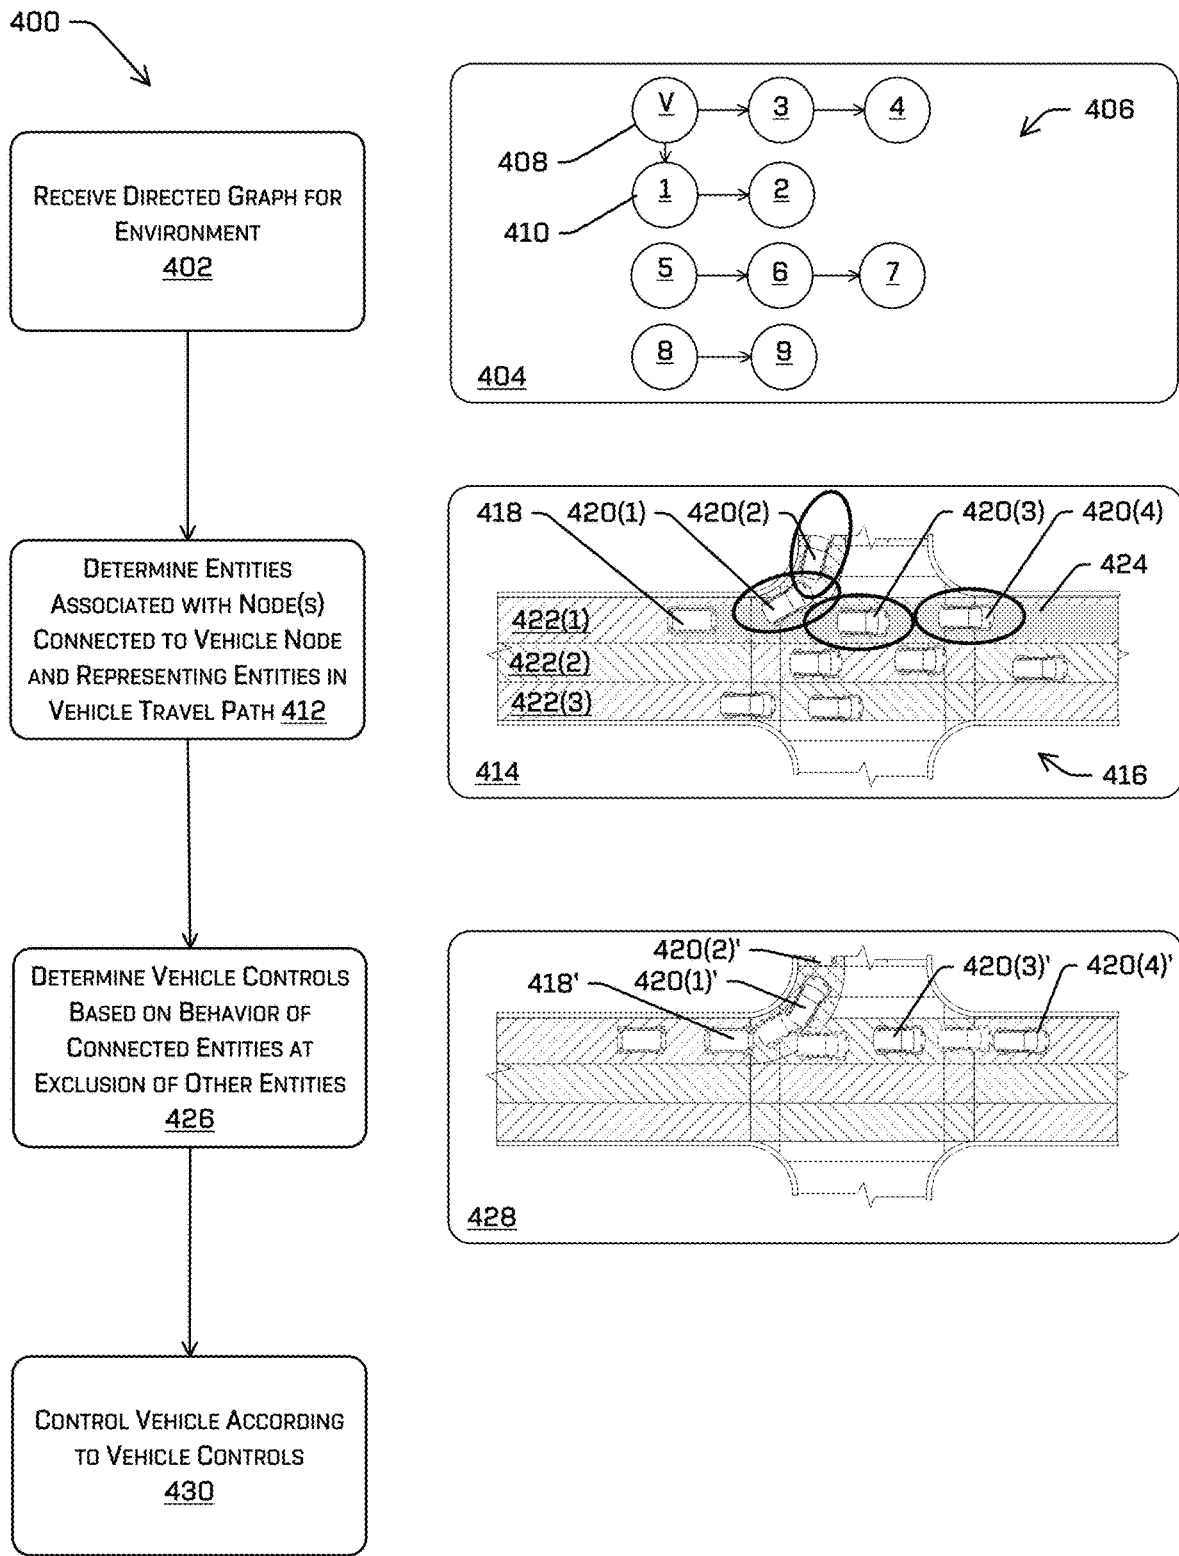 400
RECEIVE DIRECTED GRAPH FOR
ENVIRONMENT
402
V
3
4
406
408
1
2
410
5
6
7
8
9
404
DETERMINE ENTITIES
ASSOCIATED WITH NODE(S)
CONNECTED TO VEHICLE NODE
AND REPRESENTING ENTITIES IN
VEHICLE TRAVEL PATH 412
418
420(1)
420(2)
420(3)
420(4)
424
422(1)
422(2)
422(3)
414
416
DETERMINE VEHICLE CONTROLS
BASED ON BEHAVIOR OF
CONNECTED ENTITIES AT
EXCLUSION OF OTHER ENTITIES
426
420(2)'
418'
420(1)'
420(3)'
420(4)'
428
CONTROL VEHICLE ACCORDING
TO VEHICLE CONTROLS
430